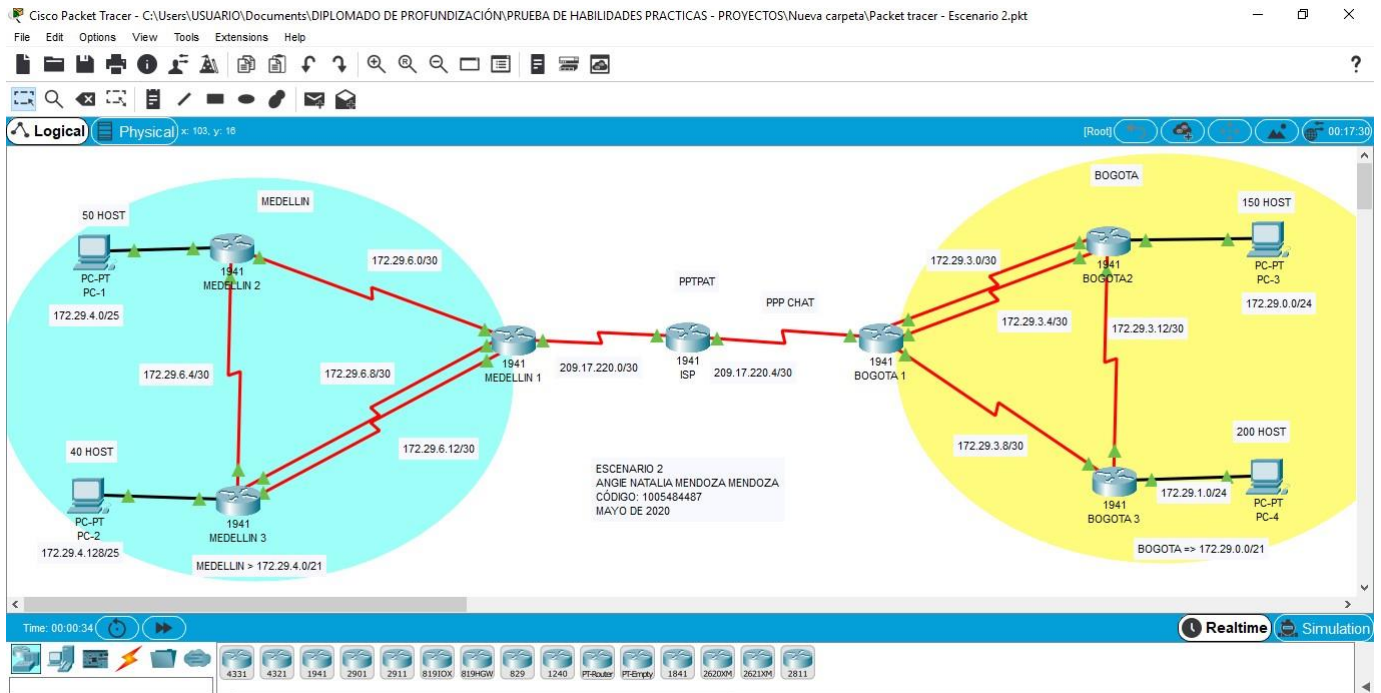 Cisco Packet Tracer - C:\Users\USUARIO\Documents\DIPLOMADO DE PROFUNDIZACIÓN\PRUEBA DE HABILIDADES PRACTICAS - PROYECTOS\Nueva carpeta\Packet tracer - Escenario 2.pkt
File Edit Options View Tools Extensions Help
Logical Physical x: 103, y: 16 [Root] 00:17:30
MEDELLIN
50 HOST
PC-PT
PC-1
172.29.4.0/25
1941
MEDELLIN 2
172.29.6.0/30
172.29.6.4/30
172.29.6.8/30
172.29.6.12/30
1941
MEDELLIN 1
40 HOST
PC-PT
PC-2
172.29.4.128/25
1941
MEDELLIN 3
MEDELLIN > 172.29.4.0/21
PPTPAT
PPP CHAT
209.17.220.0/30
1941
ISP
209.17.220.4/30
ESCENARIO 2
ANGIE NATALIA MENDOZA MENDOZA
CÓDIGO: 1005484487
MAYO DE 2020
BOGOTA
1941
BOGOTA 1
172.29.3.0/30
172.29.3.4/30
1941
BOGOTA2
150 HOST
PC-PT
PC-3
172.29.0.0/24
172.29.3.12/30
172.29.3.8/30
1941
BOGOTA 3
172.29.1.0/24
200 HOST
PC-PT
PC-4
BOGOTA => 172.29.0.0/21
Time: 00:00:34 Realtime Simulation
4331 4321 1941 2901 2911 819IOX 819HGW 829 1240 PT-Router PT-Empty 1841 2620XM 2621XM 2811